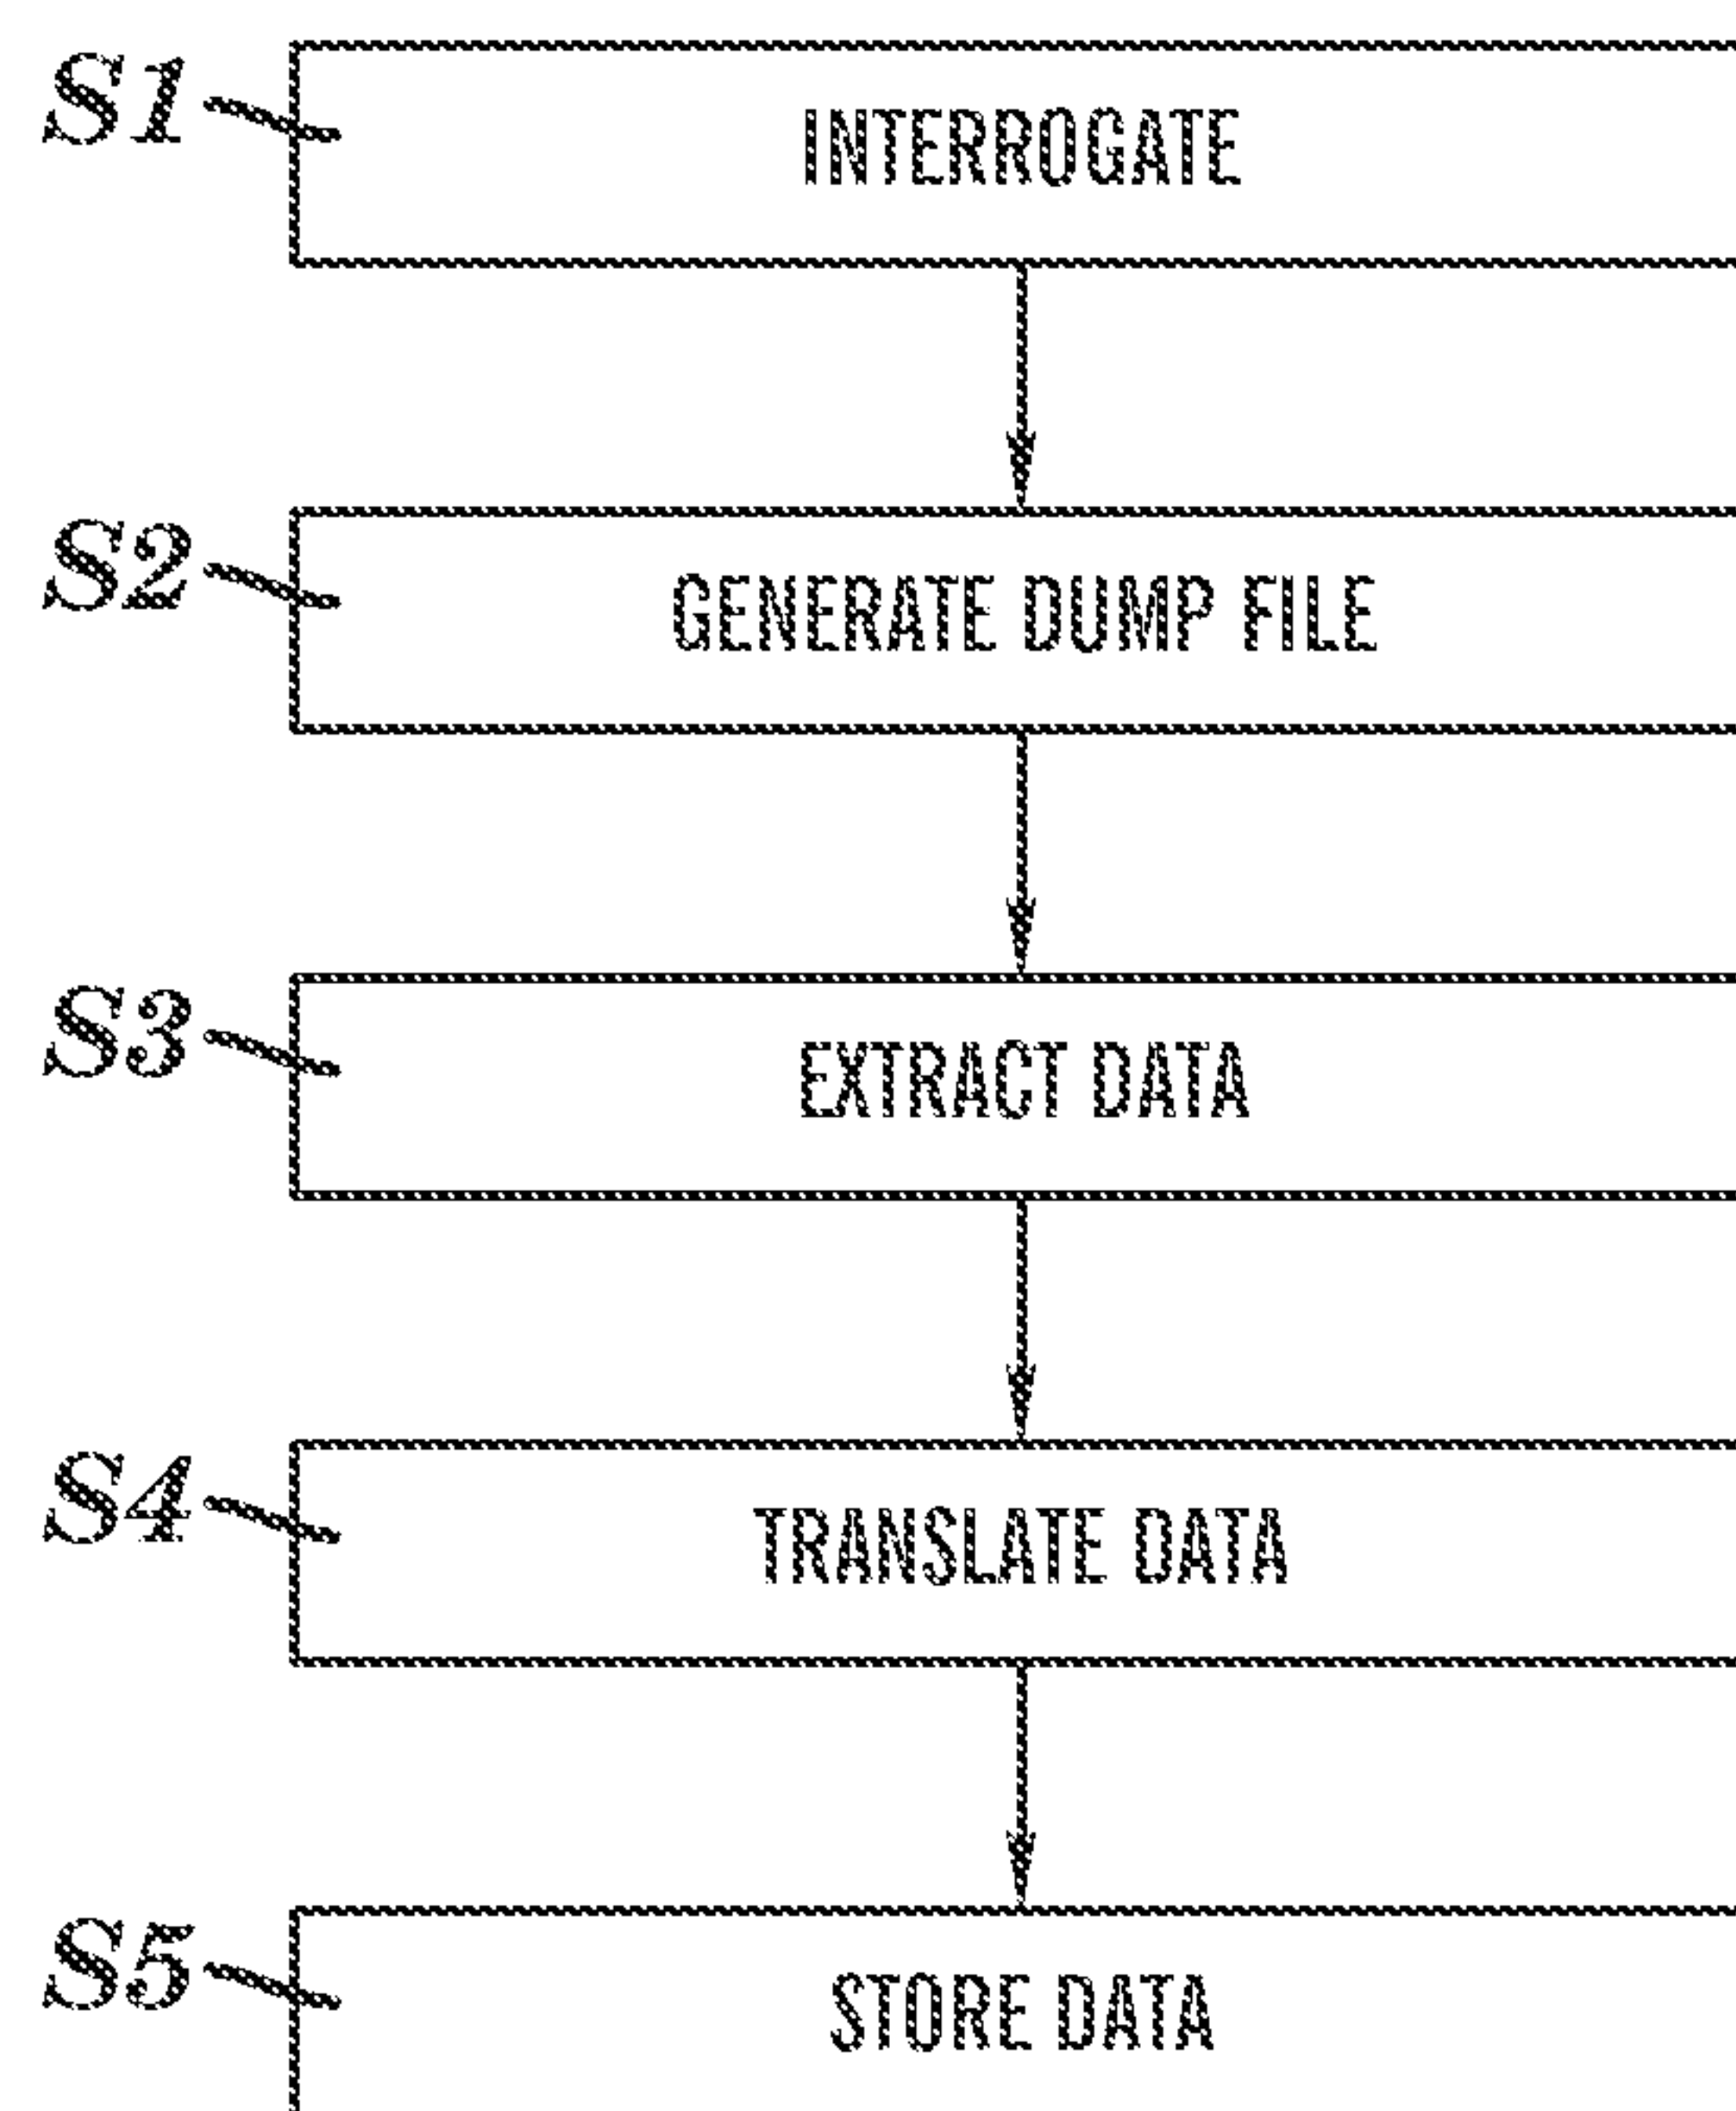 S1 INTERROGATE
S2 GENERATE DUMP FILE
S3 EXTRACT DATA
S4 TRANSLATE DATA
S5 STORE DATA